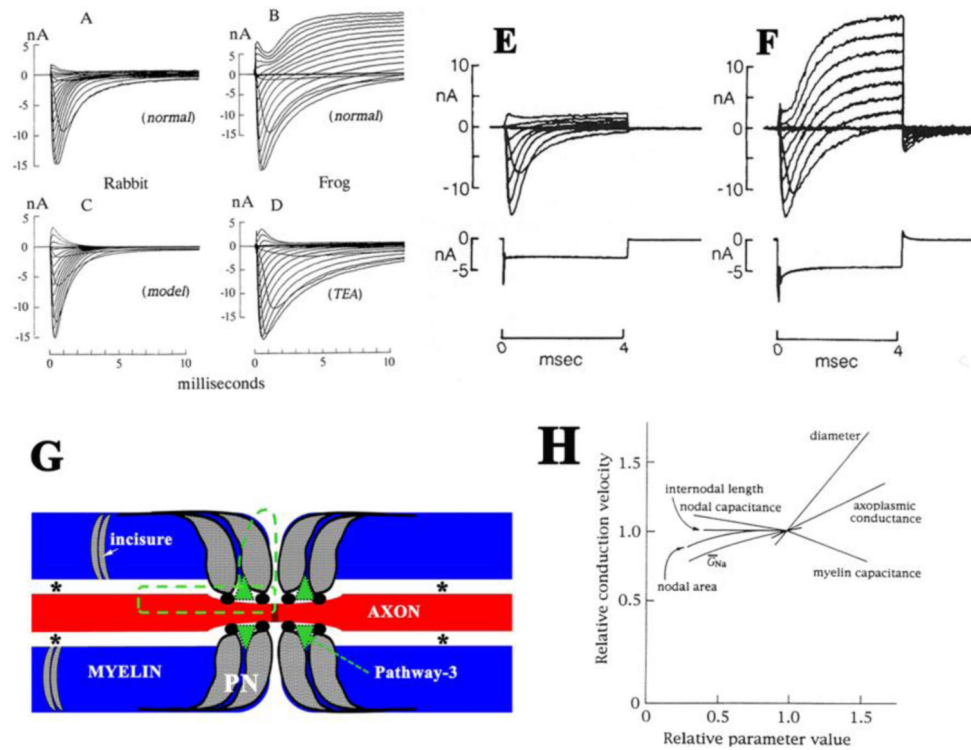 A
nA
5
0
-5
-10
-15
(normal)
Rabbit
B
nA
10
5
0
-5
-10
-15
(normal)
Frog
C
nA
5
0
-5
-10
-15
(model)
0
10
D
nA
5
0
-5
-10
-15
(TEA)
0
10
milliseconds
E
10
nA
0
-10
0
nA
-5
0
4
msec
F
10
nA
0
-10
0
nA
-5
0
4
msec
G
incisure
*
*
AXON
*
*
MYELIN
PN
Pathway-3
H
Relative conduction velocity
1.5
1.0
0.5
0
diameter
internodal length
nodal capacitance
axoplasmic
conductance
ḠNa
nodal area
myelin capacitance
0
0.5
1.0
1.5
Relative parameter value